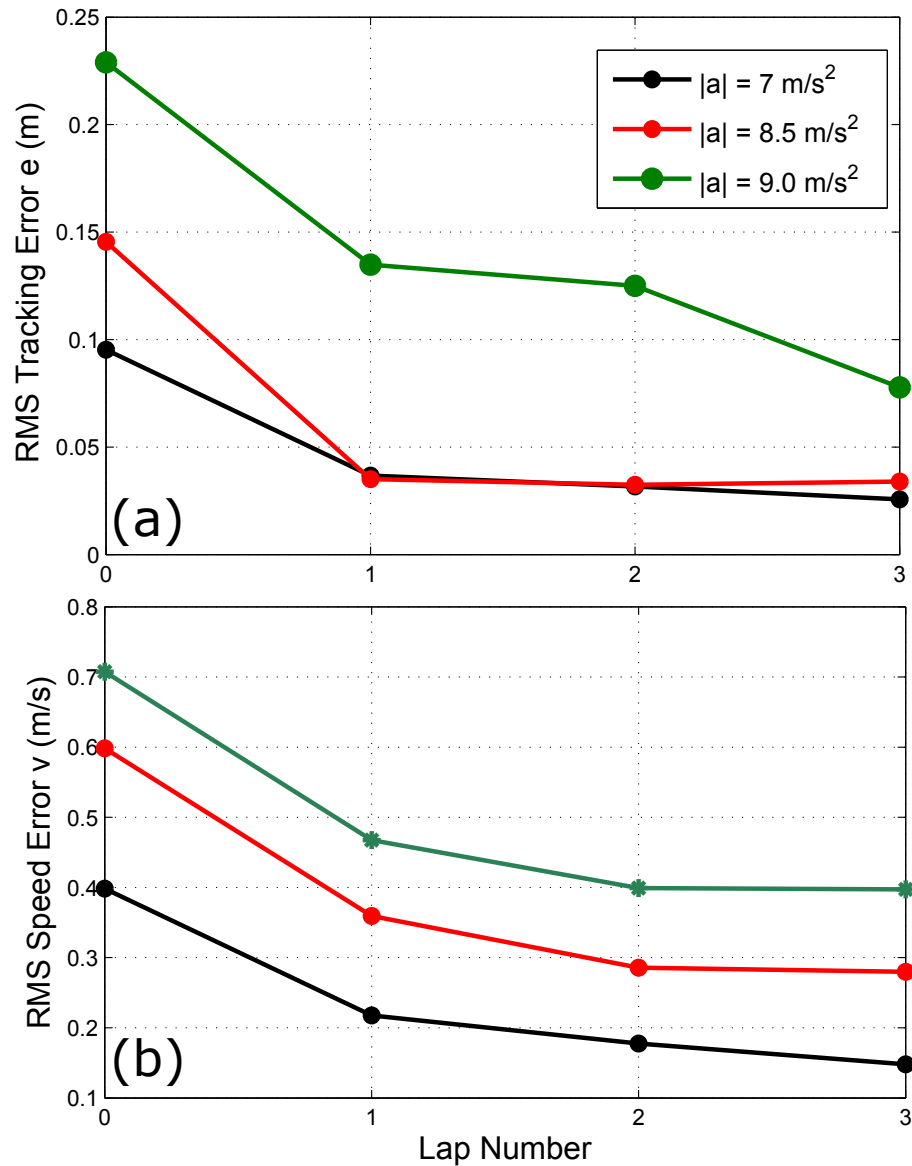 0.25
0.2
0.15
0.1
0.05
0
RMS Tracking Error e (m)
|a| = 7 m/s²
|a| = 8.5 m/s²
|a| = 9.0 m/s²
(a)
0 1 2 3
0.8
0.7
0.6
0.5
0.4
0.3
0.2
0.1
RMS Speed Error v (m/s)
(b)
0 1 2 3
Lap Number